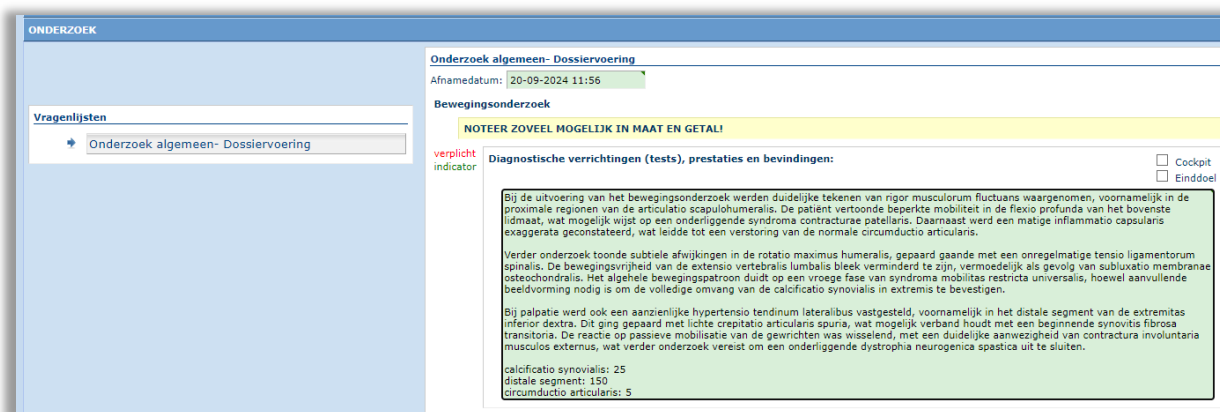 ONDERZOEK
Vragenlijsten
Onderzoek algemeen- Dossiervoering
Onderzoek algemeen- Dossiervoering
Afnamedatum: 20-09-2024 11:56
Bewegingsonderzoek
NOTEER ZOVEEL MOGELIJK IN MAAT EN GETAL!
verplicht
indicator
Diagnostische verrichtingen (tests), prestaties en bevindingen:
Cockpit
Einddoel
Bij de uitvoering van het bewegingsonderzoek werden duidelijke tekenen van rigor musculorum fluctuans waargenomen, voornamelijk in de
proximale regionen van de articulatio scapulohumeralis. De patiënt vertoonde beperkte mobiliteit in de flexio profunda van het bovenste
lidmaat, wat mogelijk wijst op een onderliggende syndroma contracturae patellaris. Daarnaast werd een matige inflammatio capsularis
exaggerata geconstateerd, wat leidde tot een verstoring van de normale circumductio articularis.
Verder onderzoek toonde subtiele afwijkingen in de rotatio maximus humeralis, gepaard gaande met een onregelmatige tensio ligamentorum
spinalis. De bewegingsvrijheid van de extensio vertebralis lumbalis bleek verminderd te zijn, vermoedelijk als gevolg van subluxatio membranae
osteochondralis. Het algehele bewegingspatroon duidt op een vroege fase van syndroma mobilitas restricta universalis, hoewel aanvullende
beeldvorming nodig is om de volledige omvang van de calcificatio synovialis in extremis te bevestigen.
Bij palpatie werd ook een aanzienlijke hypertensio tendinum lateralibus vastgesteld, voornamelijk in het distale segment van de extremitas
inferior dextra. Dit ging gepaard met lichte crepitatio articularis spuria, wat mogelijk verband houdt met een beginnende synovitis fibrosa
transitoria. De reactie op passieve mobilisatie van de gewrichten was wisselend, met een duidelijke aanwezigheid van contractura involuntaria
musculos externus, wat verder onderzoek vereist om een onderliggende dystrophia neurogenica spastica uit te sluiten.
calcificatio synovialis: 25
distale segment: 150
circumductio articularis: 5